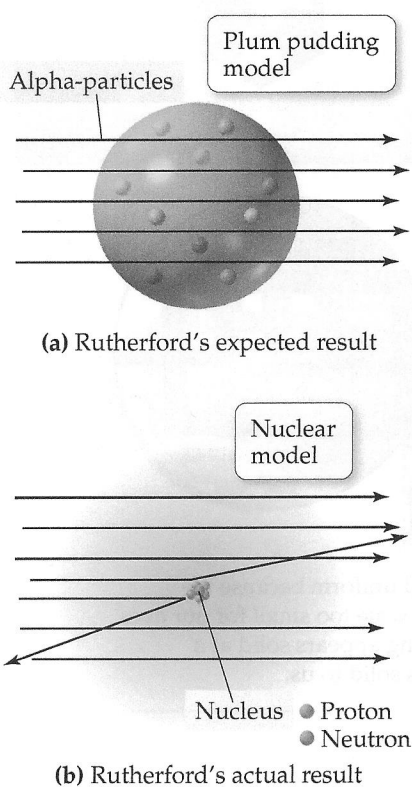 Plum pudding
model
Alpha-particles
(a) Rutherford's expected result
Nuclear
model
Nucleus
Proton
Neutron
(b) Rutherford's actual result